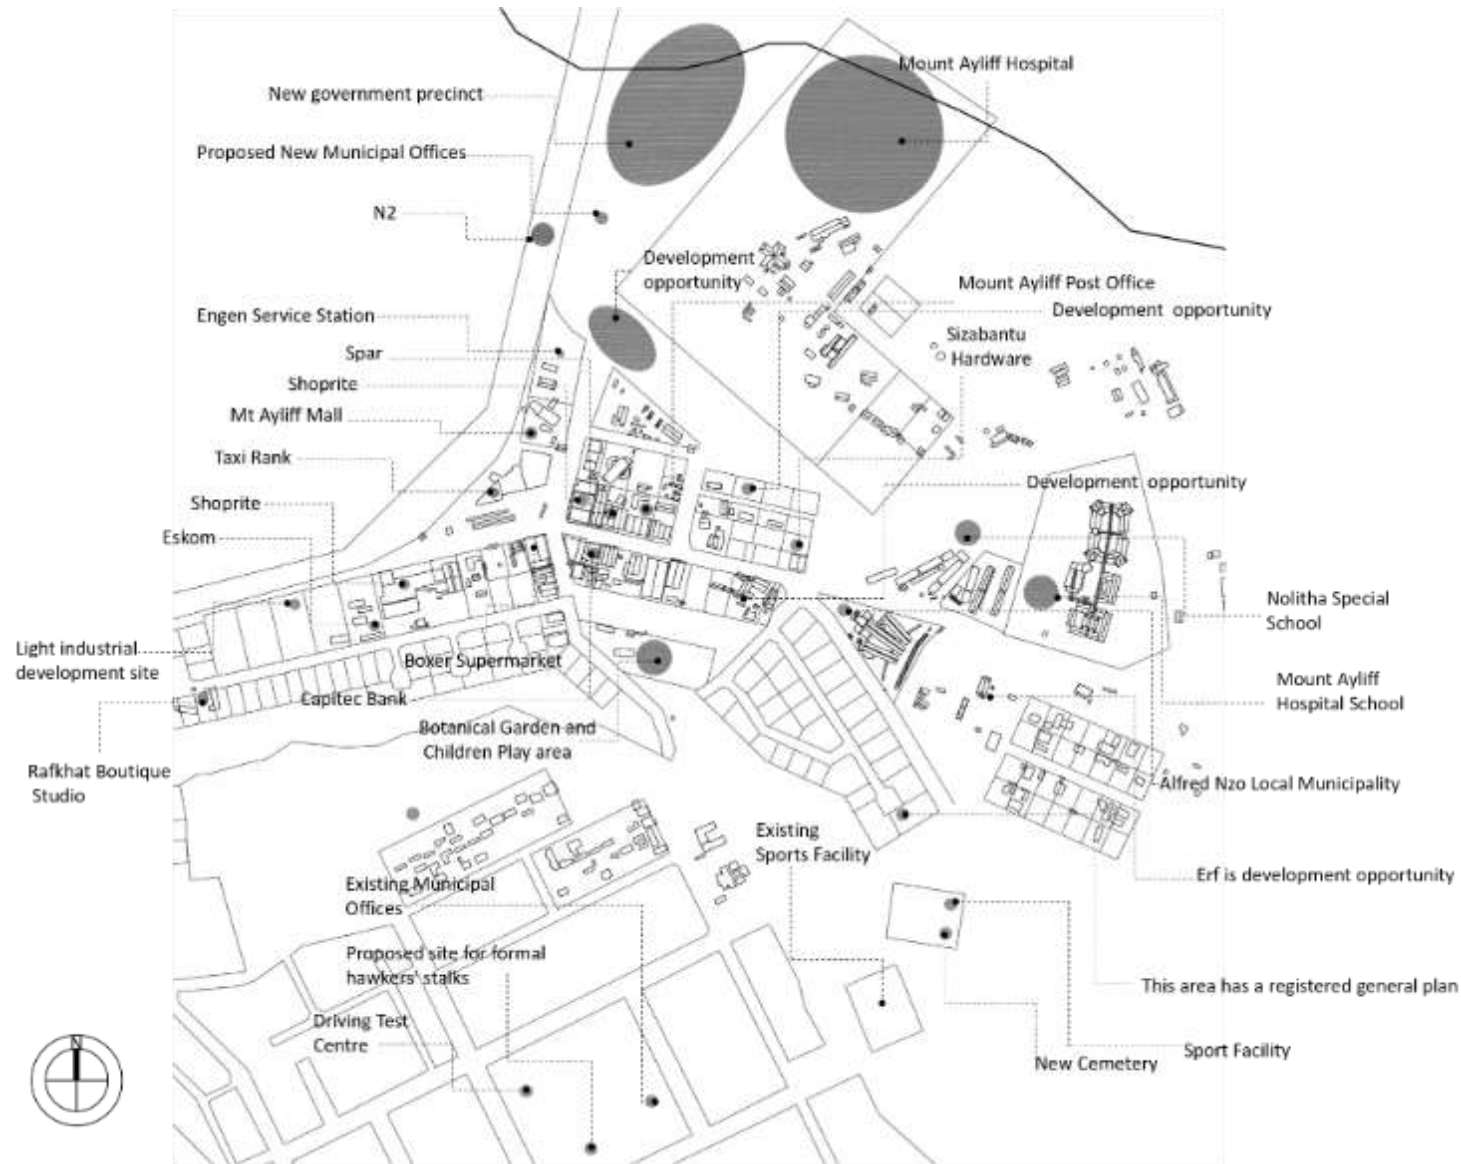 Mount Ayliff Hospital
New government precinct
Proposed New Municipal Offices
N2
Development
opportunity
Mount Ayliff Post Office
Development opportunity
Engen Service Station
Sizabantu
Hardware
Spar
Shoprite
Mt Ayliff Mall
Taxi Rank
Development opportunity
Shoprite
Eskom
Nolitha Special
School
Light industrial
development site
Boxer Supermarket
Capitec Bank
Mount Ayliff
Hospital School
Botanical Garden and
Children Play area
Rafkhat Boutique
Studio
Alfred Nzo Local Municipality
Existing
Sports Facility
Erf is development opportunity
Existing Municipal
Offices
Proposed site for formal
hawkers' stalks
This area has a registered general plan
Driving Test
Centre
N
Sport Facility
New Cemetery